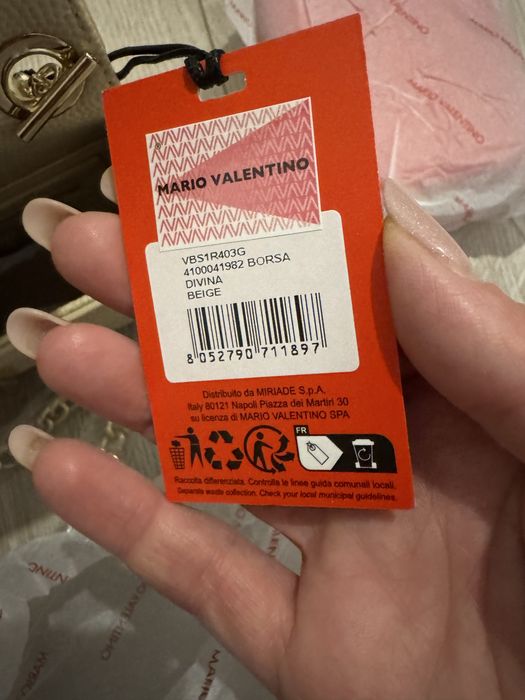 MARIO VALENTINO
VBS1R403G
4100041982 BORSA
DIVINA
BEIGE
8 052790 711897
Distribuito da MIRIADE S.p.A.
Italy 80121 Napoli Piazza dei Martiri 30
su licenza di MARIO VALENTINO SPA
FR
Raccolta differenziata. Controlla le linee guida comunali locali.
Separate waste collection. Check your local municipal guidelines.